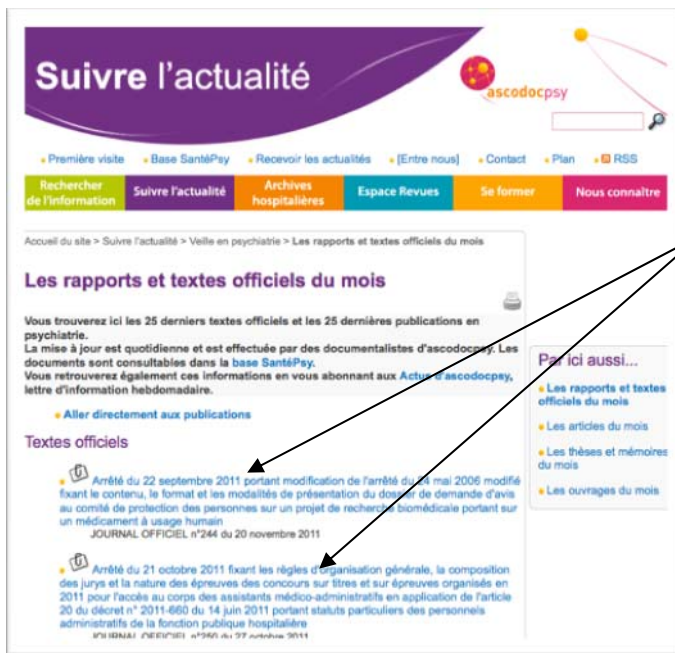 Suivre l'actualité
ascodocpsy
Première visite
Base SantéPsy
Recevoir les actualités
[Entre nous]
Contact
Plan
RSS
Rechercher de l'information
Suivre l'actualité
Archives hospitalières
Espace Revues
Se former
Nous connaître
Accueil du site > Suivre l'actualité > Veille en psychiatrie > Les rapports et textes officiels du mois
Les rapports et textes officiels du mois
Vous trouverez ici les 25 derniers textes officiels et les 25 dernières publications en
psychiatrie.
La mise à jour est quotidienne et est effectuée par des documentalistes d'ascodocpsy. Les
documents sont consultables dans la base SantéPsy.
Vous retrouverez également ces informations en vous abonnant aux Actus d'ascodocpsy,
lettre d'information hebdomadaire.
Aller directement aux publications
Textes officiels
Arrêté du 22 septembre 2011 portant modification de l'arrêté du 24 mai 2006 modifié
fixant le contenu, le format et les modalités de présentation du dossier de demande d'avis
au comité de protection des personnes sur un projet de recherche biomédicale portant sur
un médicament à usage humain
JOURNAL OFFICIEL n°244 du 20 novembre 2011
Arrêté du 21 octobre 2011 fixant les règles d'organisation générale, la composition
des jurys et la nature des épreuves des concours sur titres et sur épreuves organisés en
2011 pour l'accès au corps des assistants médico-administratifs en application de l'article
20 du décret n° 2011-660 du 14 juin 2011 portant statuts particuliers des personnels
administratifs de la fonction publique hospitalière
JOURNAL OFFICIEL n°250 du 27 octobre 2011
Par ici aussi...
Les rapports et textes
officiels du mois
Les articles du mois
Les thèses et mémoires
du mois
Les ouvrages du mois